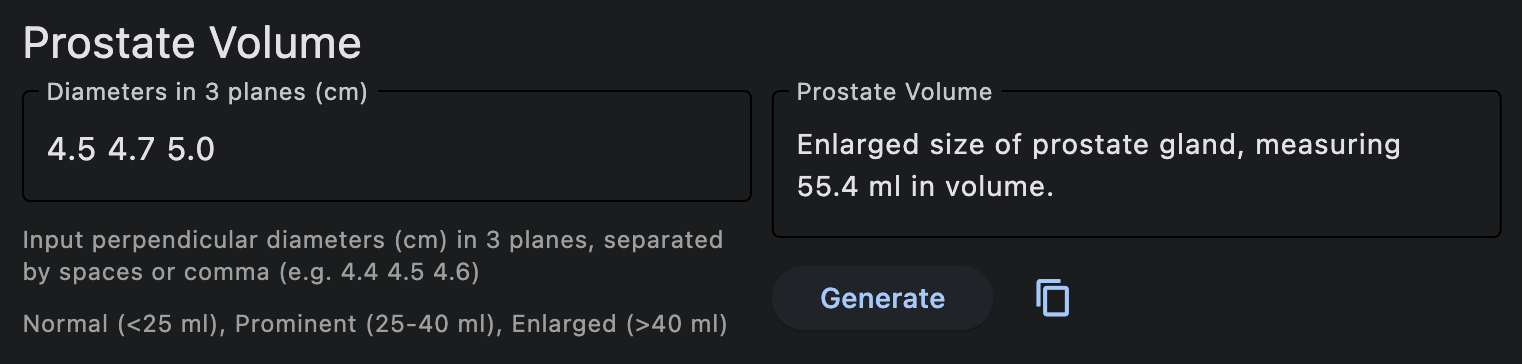 Prostate Volume
Diameters in 3 planes (cm)
4.5 4.7 5.0
Input perpendicular diameters (cm) in 3 planes, separated
by spaces or comma (e.g. 4.4 4.5 4.6)
Normal (<25 ml), Prominent (25-40 ml), Enlarged (>40 ml)
Prostate Volume
Enlarged size of prostate gland, measuring
55.4 ml in volume.
Generate